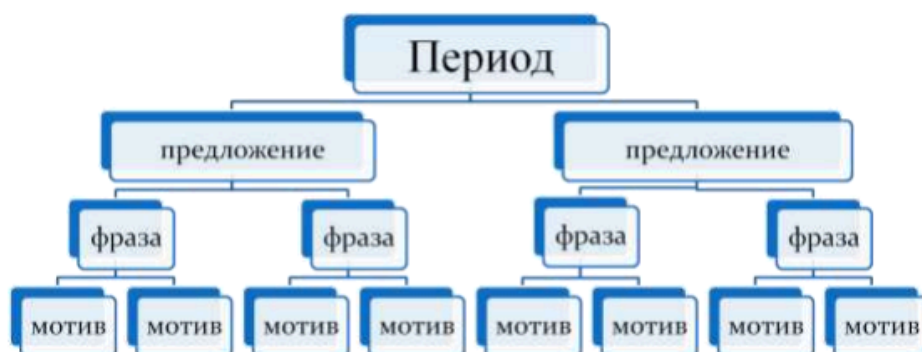 Период
предложение предложение
фраза фраза фраза фраза
мотив мотив мотив мотив мотив мотив мотив мотив